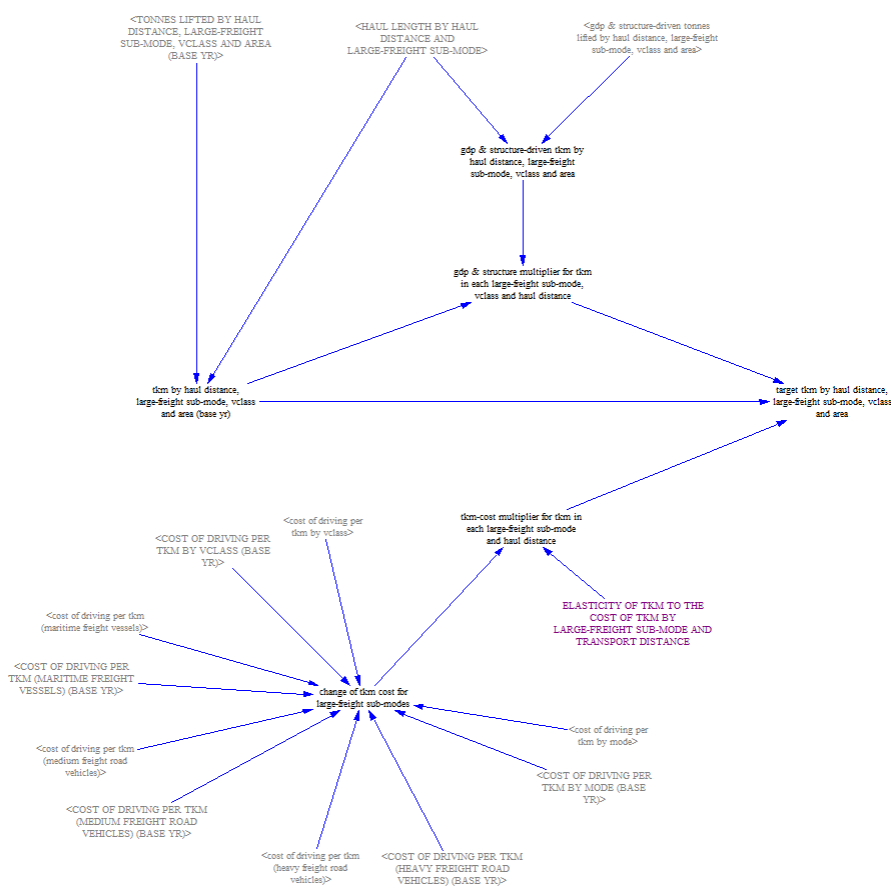 <TONNES LIFTED BY HAUL
DISTANCE, LARGE-FREIGHT
SUB-MODE, VCLASS AND AREA
(BASE YR)>
<HAUL LENGTH BY HAUL
DISTANCE AND
LARGE-FREIGHT SUB-MODE>
<gdp & structure-driven tonnes
lifted by haul distance, large-freight
sub-mode, vclass and area>
gdp & structure-driven tkm by
haul distance, large-freight
sub-mode, vclass and area
gdp & structure multiplier for tkm
in each large-freight sub-mode,
vclass and haul distance
tkm by haul distance,
large-freight sub-mode, vclass
and area (base yr)
target tkm by haul distance,
large-freight sub-mode, vclass
and area
tkm-cost multiplier for tkm in
each large-freight sub-mode
and haul distance
<cost of driving per
tkm by vclass>
<COST OF DRIVING PER
TKM BY VCLASS (BASE
YR)>
ELASTICITY OF TKM TO THE
COST OF TKM BY
LARGE-FREIGHT SUB-MODE AND
TRANSPORT DISTANCE
<cost of driving per tkm
(maritime freight vessels)>
<COST OF DRIVING PER
TKM (MARITIME FREIGHT
VESSELS) (BASE YR)>
change of tkm cost for
large-freight sub-modes
<cost of driving per
tkm by mode>
<cost of driving per tkm
(medium freight road
vehicles)>
<COST OF DRIVING PER
TKM BY MODE (BASE
YR)>
<COST OF DRIVING PER TKM
(MEDIUM FREIGHT ROAD
VEHICLES) (BASE YR)>
<cost of driving per tkm
(heavy freight road
vehicles)>
<COST OF DRIVING PER TKM
(HEAVY FREIGHT ROAD
VEHICLES) (BASE YR)>